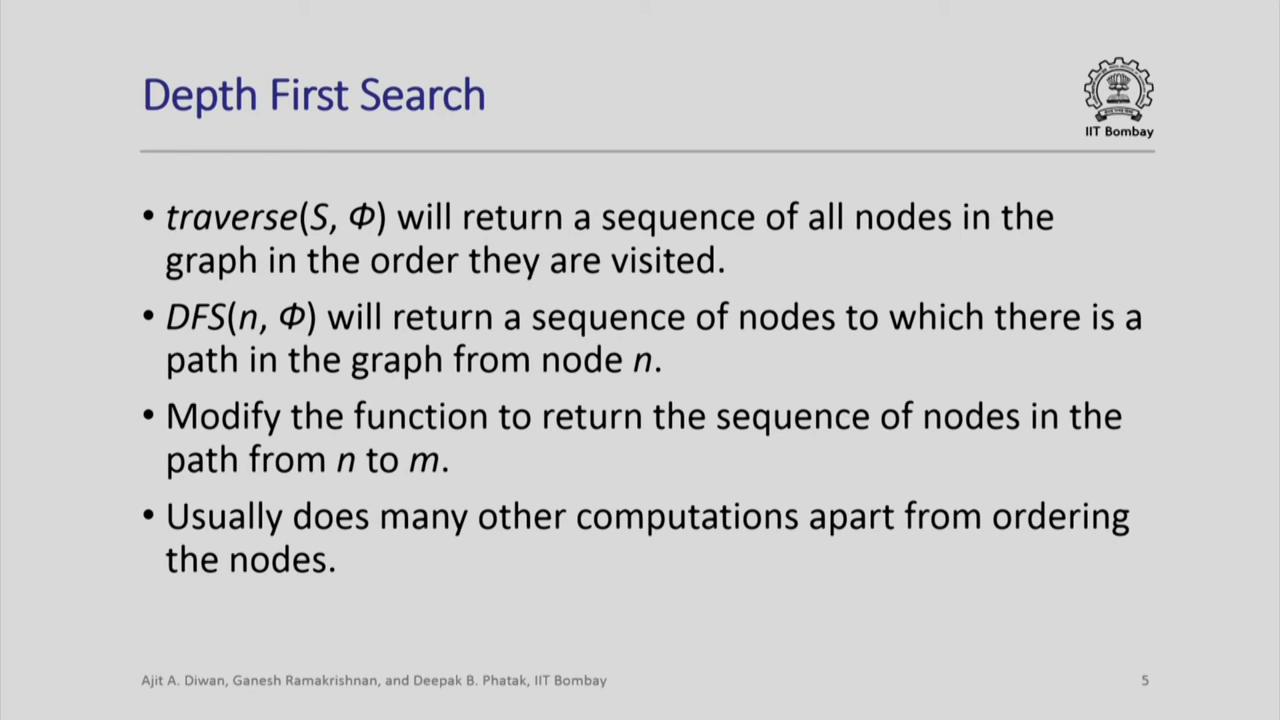 Depth First Search
IIT Bombay
• traverse(S, Φ) will return a sequence of all nodes in the
graph in the order they are visited.
• DFS(n, Φ) will return a sequence of nodes to which there is a
path in the graph from node n.
• Modify the function to return the sequence of nodes in the
path from n to m.
• Usually does many other computations apart from ordering
the nodes.
Ajit A. Diwan, Ganesh Ramakrishnan, and Deepak B. Phatak, IIT Bombay
5